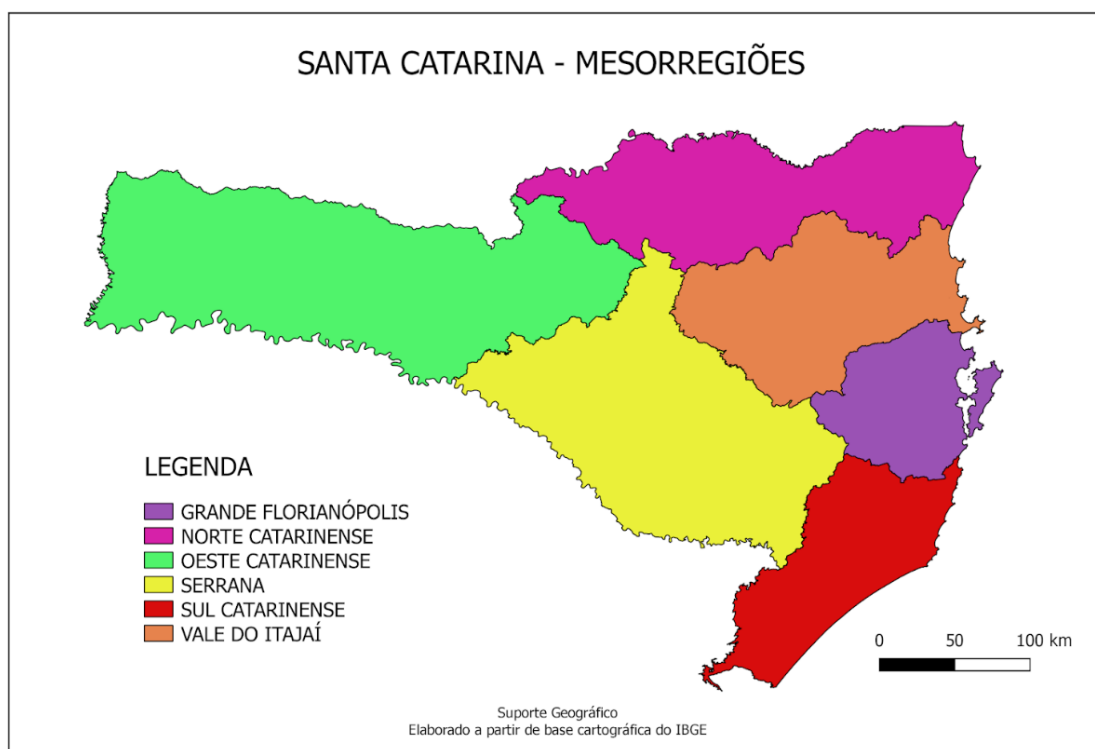 SANTA CATARINA - MESORREGIÕES
LEGENDA
GRANDE FLORIANÓPOLIS
NORTE CATARINENSE
OESTE CATARINENSE
SERRANA
SUL CATARINENSE
VALE DO ITAJAÍ
0 50 100 km
Suporte Geográfico
Elaborado a partir de base cartográfica do IBGE